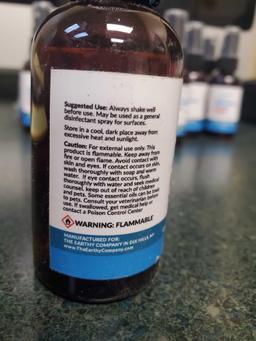 Suggested Use: Always shake well
before use. May be used as a general
disinfectant spray for surfaces.
Store in a cool, dark place away from
excessive heat and sunlight.
Caution: For external use only. This
product is flammable. Keep away from
fire or open flame. Avoid contact with
skin and eyes. If contact occurs on skin,
wash thoroughly with soap and warm
water. If eye contact occurs, flush
thoroughly with water and seek medical
counsel. keep out of reach of children
and pets. Some essential oils can be toxic
to pets. Consult your veterinarian before
use. If swallowed, get medical help or
contact a Poison Control Center
WARNING: FLAMMABLE
MANUFACTURED FOR:
THE EARTHY COMPANY IN DIX HILLS, NY
www.TheEarthyCompany.com